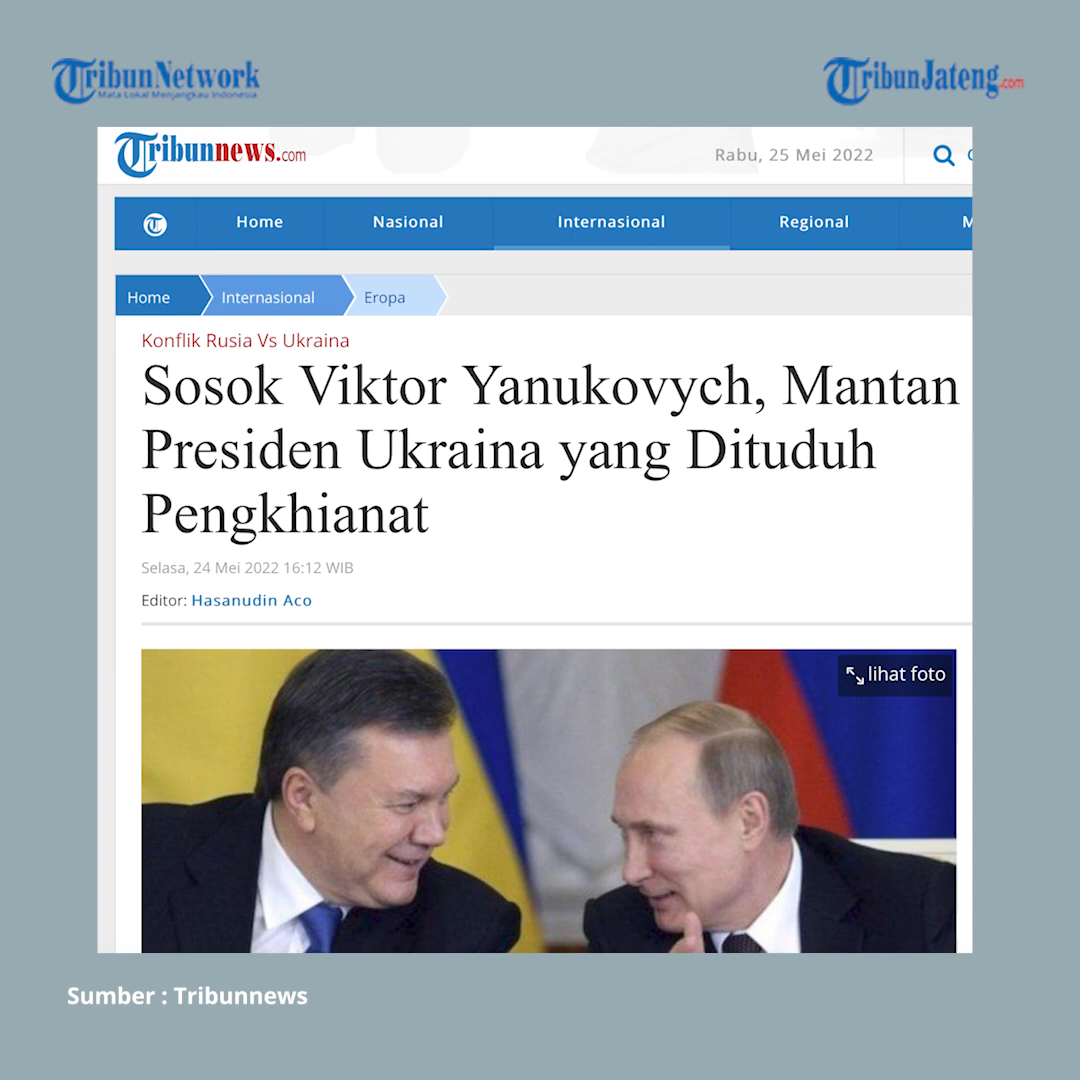 TribunNetwork
Mata Lokal Menjangkau Indonesia
TribunJateng.com
Tribunnews.com
Rabu, 25 Mei 2022
Home Nasional Internasional Regional M
Home Internasional Eropa
Konflik Rusia Vs Ukraina
Sosok Viktor Yanukovych, Mantan
Presiden Ukraina yang Dituduh
Pengkhianat
Selasa, 24 Mei 2022 16:12 WIB
Editor: Hasanudin Aco
lihat foto
Sumber : Tribunnews